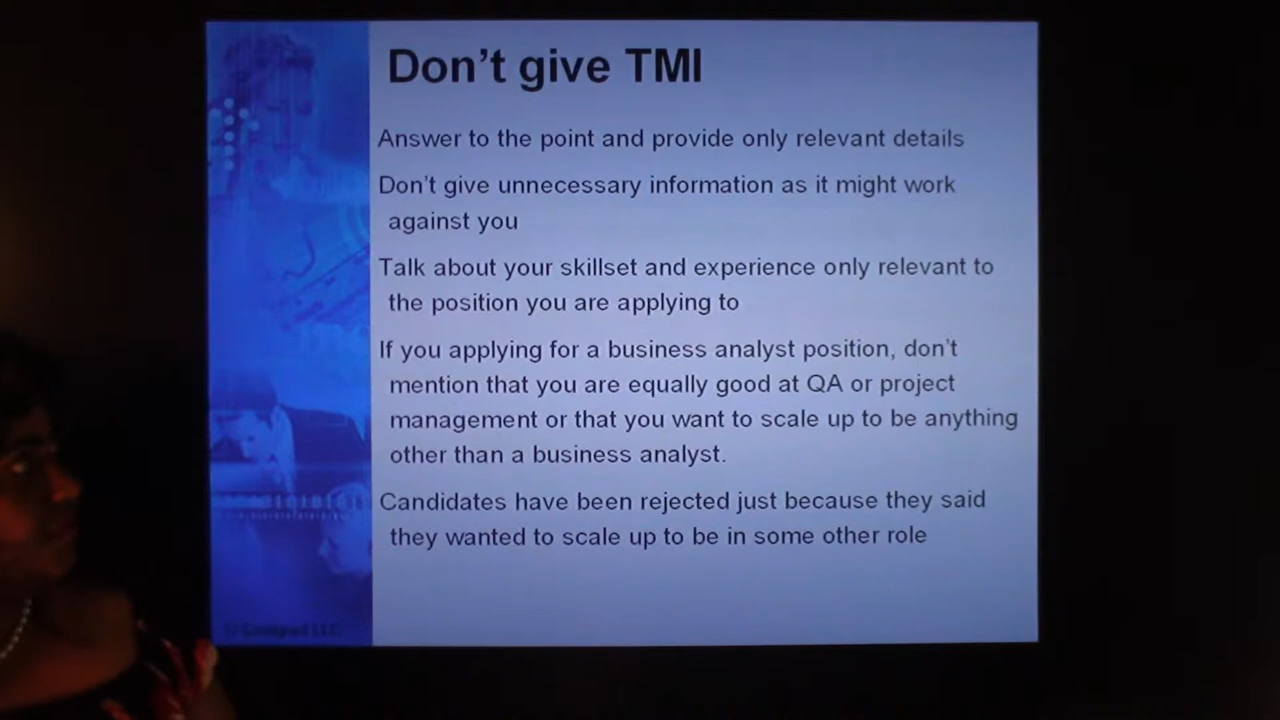 Don't give TMI
Answer to the point and provide only relevant details
Don't give unnecessary information as it might work
against you
Talk about your skillset and experience only relevant to
the position you are applying to
If you applying for a business analyst position, don't
mention that you are equally good at QA or project
management or that you want to scale up to be anything
other than a business analyst.
Candidates have been rejected just because they said
they wanted to scale up to be in some other role